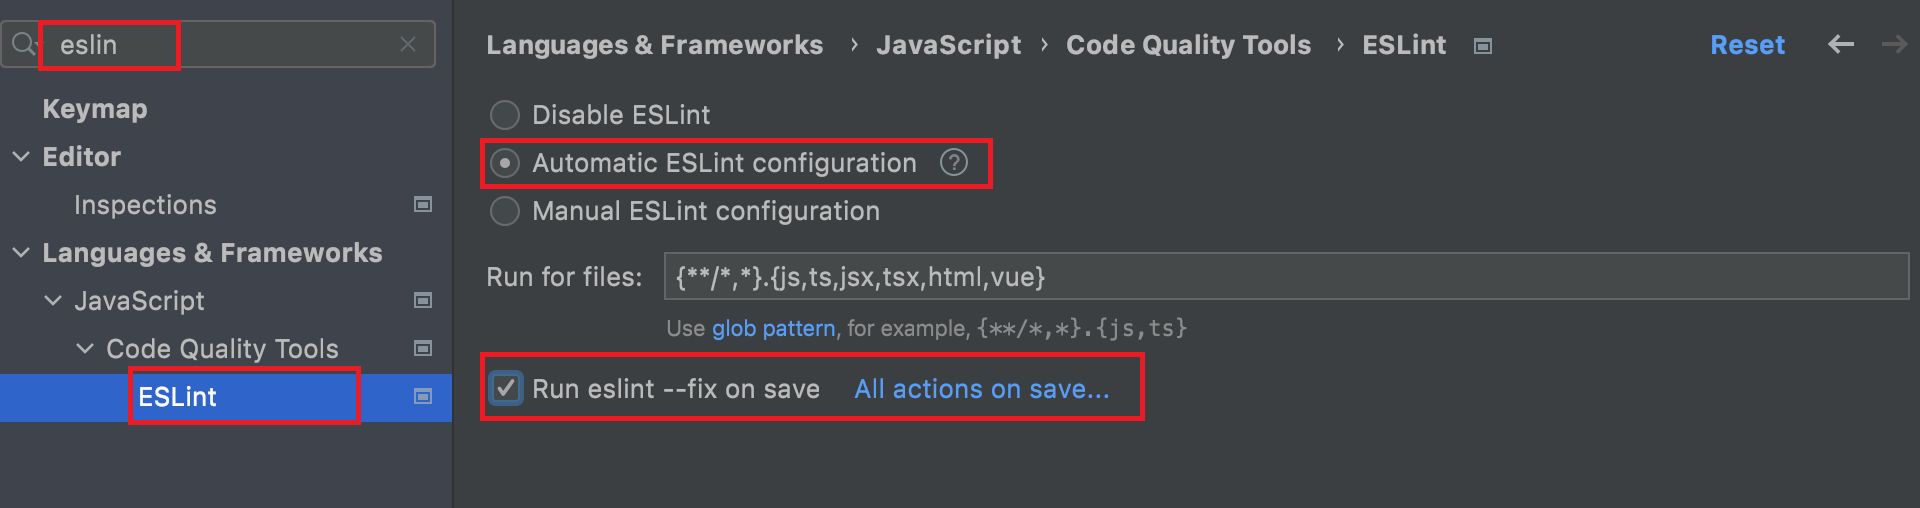 eslin
Keymap
Editor
Inspections
Languages & Frameworks
JavaScript
Code Quality Tools
ESLint
Languages & Frameworks › JavaScript › Code Quality Tools › ESLint
Reset
Disable ESLint
Automatic ESLint configuration ?
Manual ESLint configuration
Run for files: {**/*,*}.{js,ts,jsx,tsx,html,vue}
Use glob pattern, for example, {**/*,*}.{js,ts}
Run eslint --fix on save All actions on save...